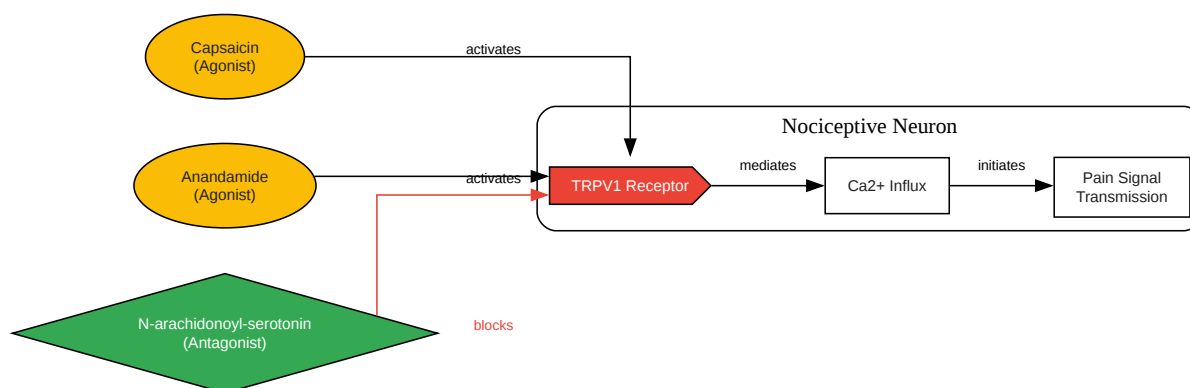 Capsaicin
(Agonist)
activates
Nociceptive Neuron
Anandamide
(Agonist)
activates
TRPV1 Receptor
mediates
Ca2+ Influx
initiates
Pain Signal
Transmission
N-arachidonoyl-serotonin
(Antagonist)
blocks